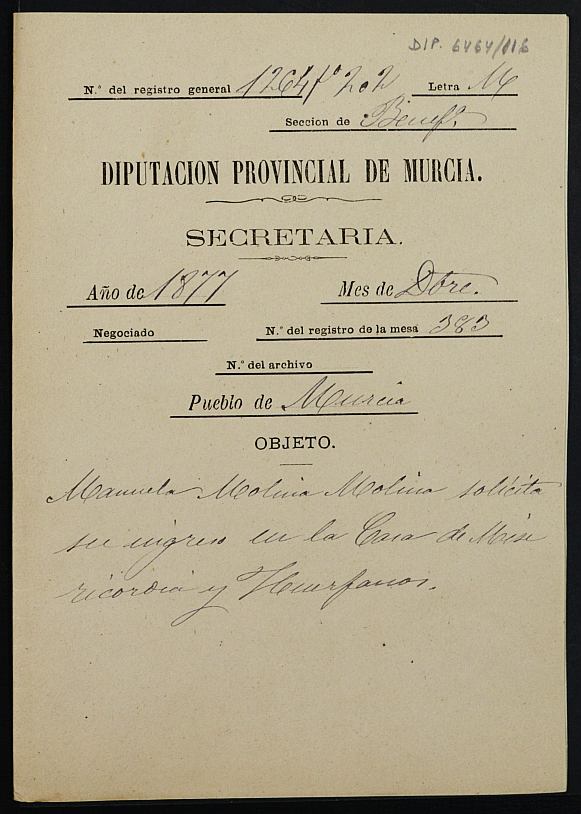 DIP. 6464/116
N.º del registro general 1264 fº 202 Letra M
Seccion de Benefª
DIPUTACION PROVINCIAL DE MURCIA.
SECRETARIA.
Año de 1877 Mes de Dbre.
Negociado N.º del registro de la mesa 383
N.º del archivo
Pueblo de Murcia
OBJETO.
Manuela Molina Molina solicita
su ingreso en la Casa de Mise
ricordia y Huerfanos.